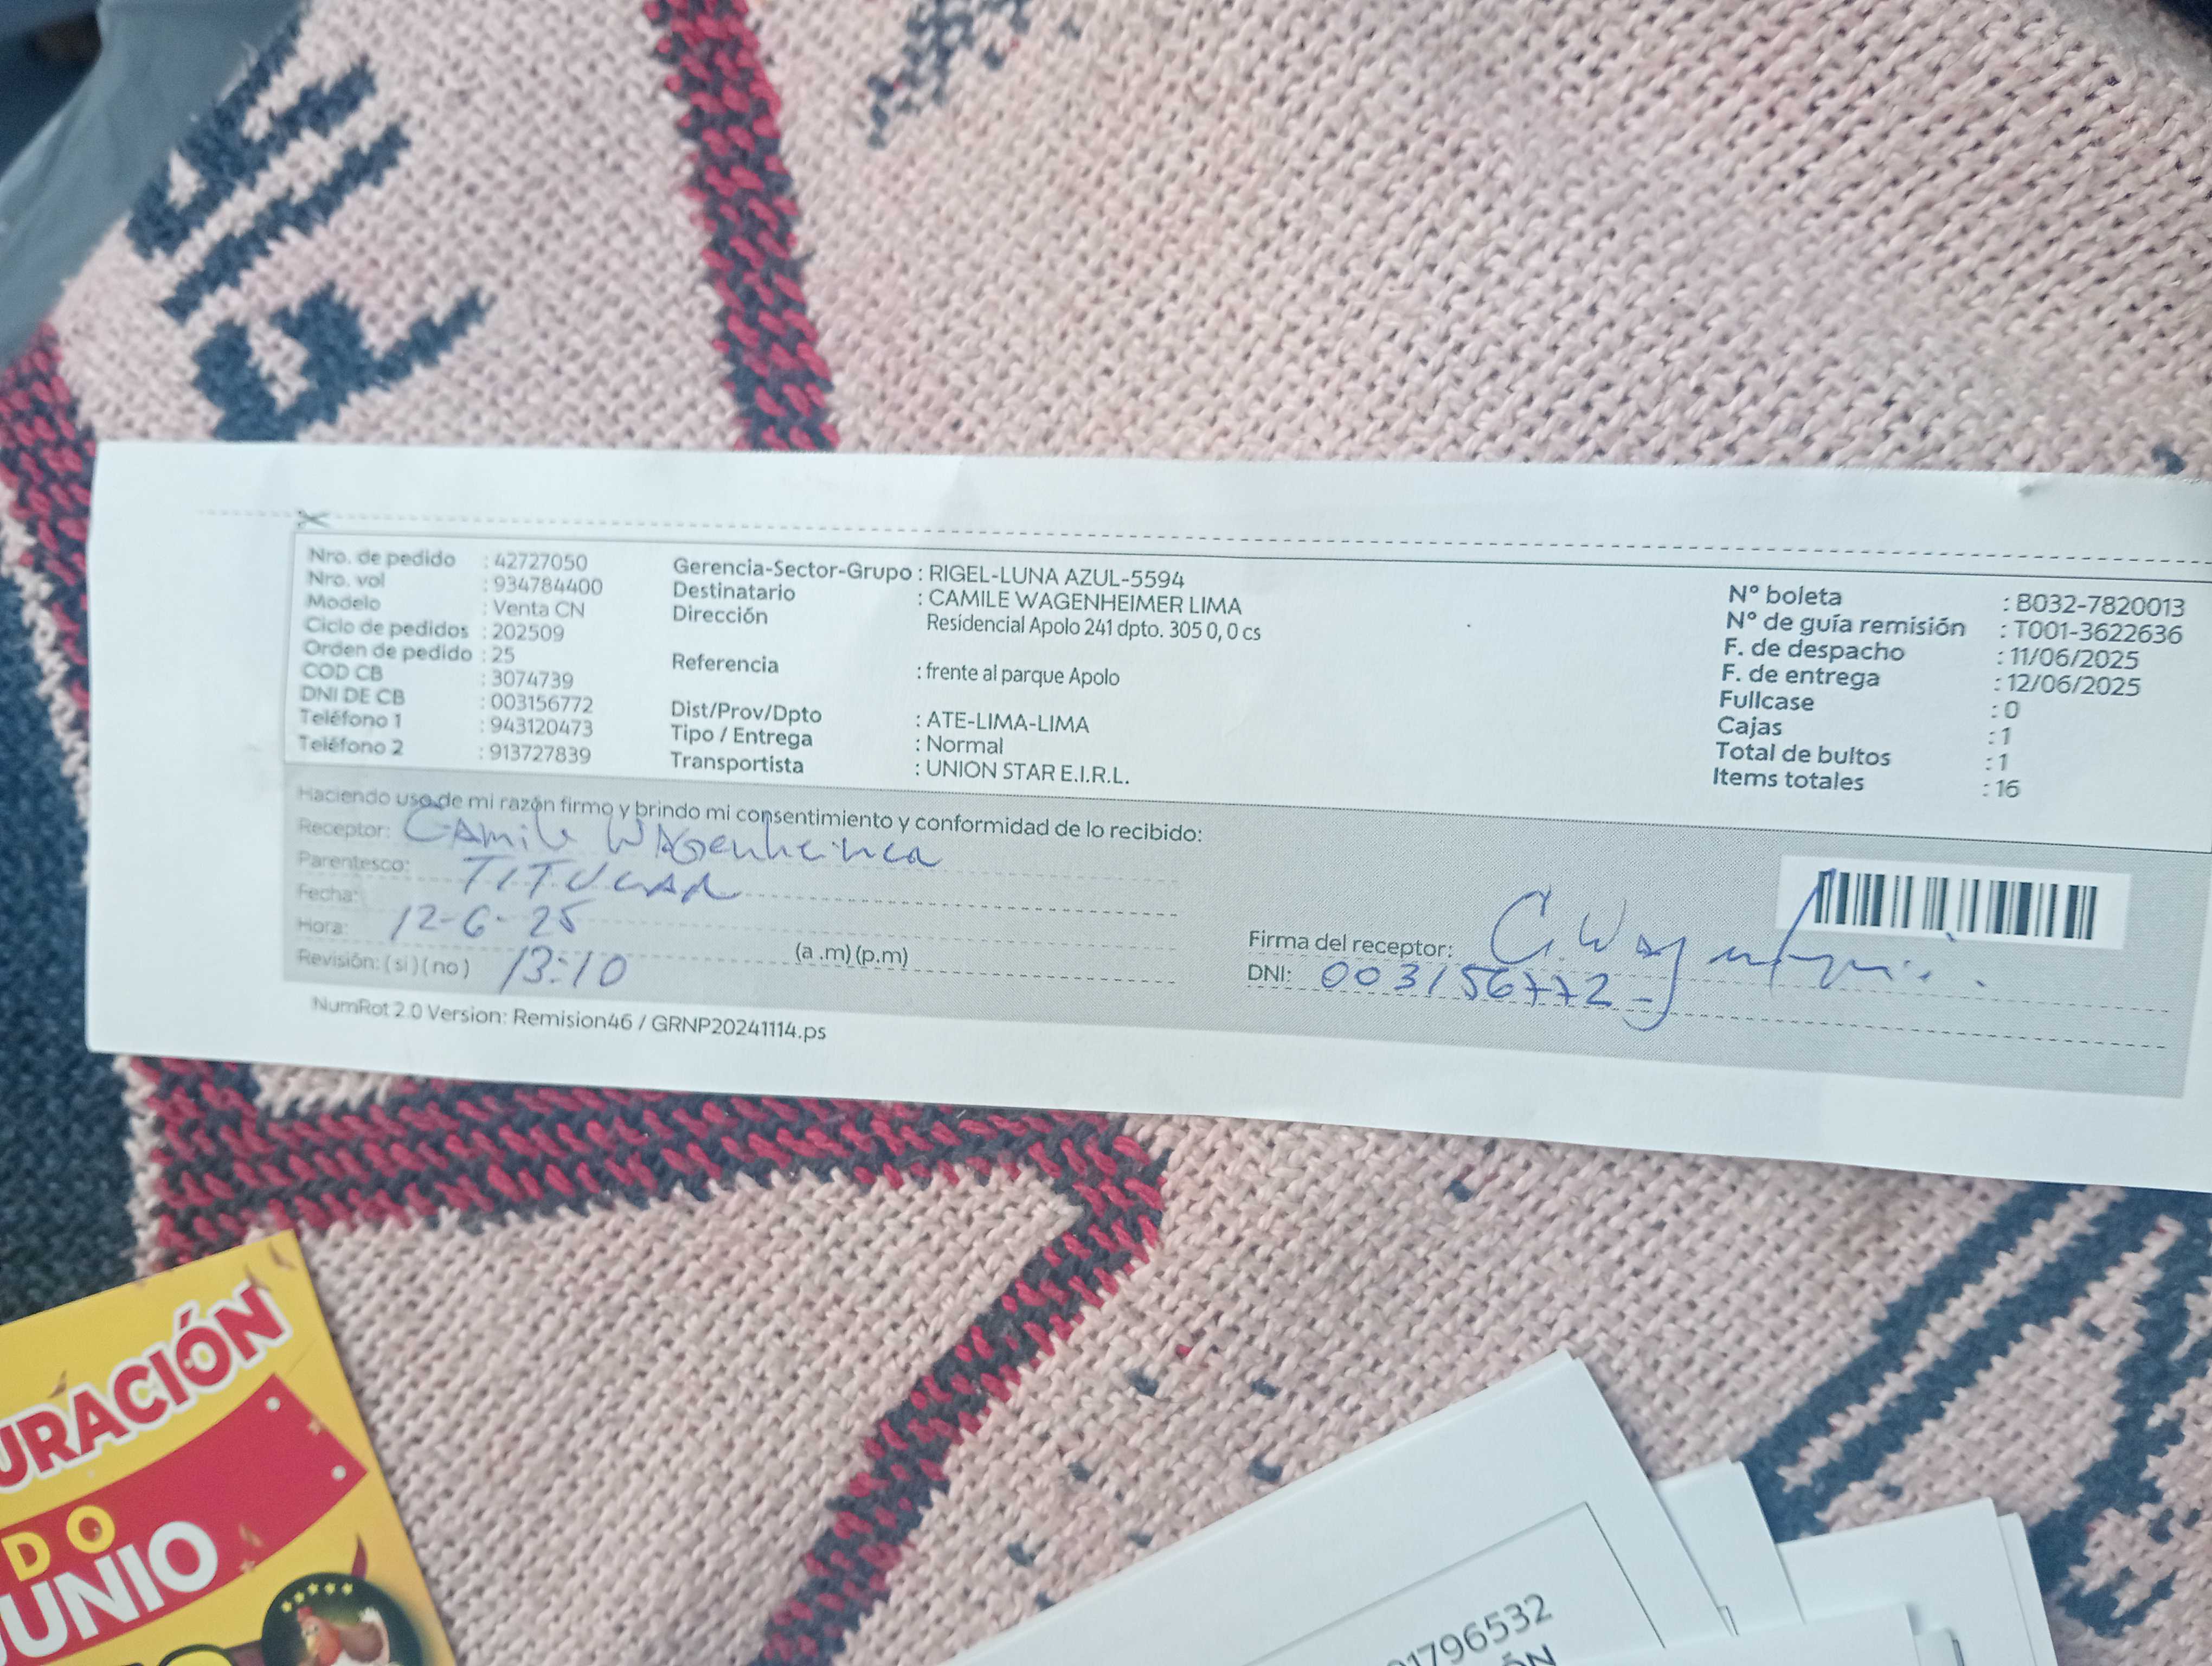 Nro. de pedido : 42727050
Nro. vol : 934784400
Modelo : Venta CN
Ciclo de pedidos : 202509
Orden de pedido : 25
COD CB : 3074739
DNI DE CB : 003156772
Teléfono 1 : 943120473
Teléfono 2 : 913727839
Gerencia-Sector-Grupo : RIGEL-LUNA AZUL-5594
Destinatario : CAMILE WAGENHEIMER LIMA
Dirección Residencial Apolo 241 dpto. 305 0, 0 cs
Referencia : frente al parque Apolo
Dist/Prov/Dpto : ATE-LIMA-LIMA
Tipo / Entrega : Normal
Transportista : UNION STAR E.I.R.L.
N° boleta : B032-7820013
N° de guía remisión : T001-3622636
F. de despacho : 11/06/2025
F. de entrega : 12/06/2025
Fullcase : 0
Cajas : 1
Total de bultos : 1
Items totales : 16
Haciendo uso de mi razón firmo y brindo mi consentimiento y conformidad de lo recibido:
Receptor: Camile Wagenheimer
Parentesco: TITULAR
Fecha: 12-6-25
Hora: 13:10 (a .m) (p.m)
Revisión: ( si ) ( no )
Firma del receptor:
DNI: 003156772
NumRot 2.0 Version: Remision46 / GRNP20241114.ps
URACIÓN
DO
UNIO
1796532
ÓN